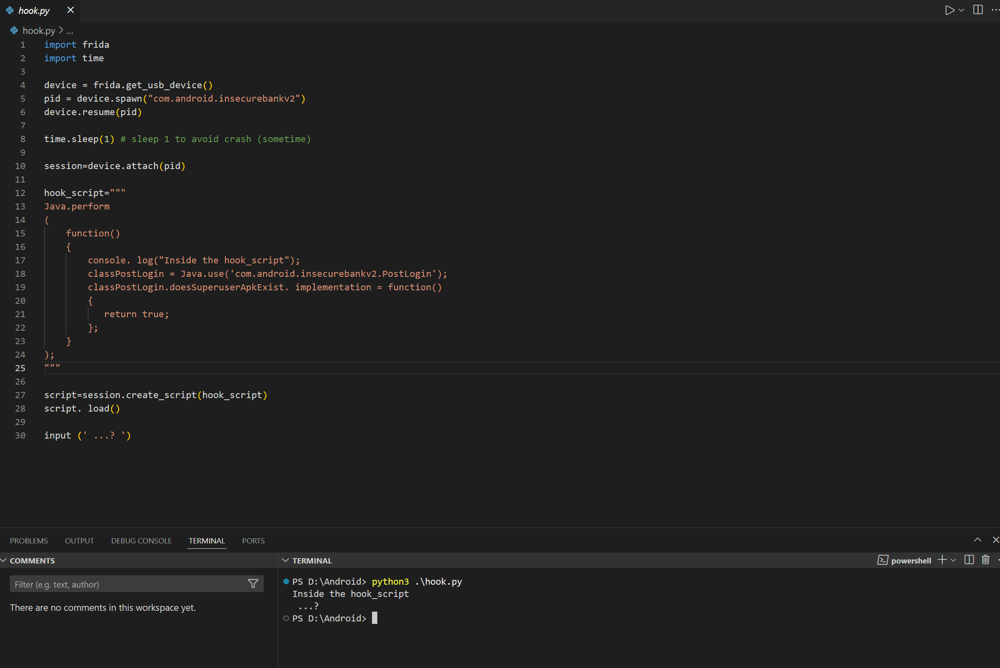 hook.py
hook.py > ...
1 import frida
2 import time
3
4 device = frida.get_usb_device()
5 pid = device.spawn("com.android.insecurebankv2")
6 device.resume(pid)
7
8 time.sleep(1) # sleep 1 to avoid crash (sometime)
9
10 session=device.attach(pid)
11
12 hook_script="""
13 Java.perform
14 (
15     function()
16     {
17         console. log("Inside the hook_script");
18         classPostLogin = Java.use('com.android.insecurebankv2.PostLogin');
19         classPostLogin.doesSuperuserApkExist. implementation = function()
20         {
21            return true;
22         };
23     }
24 );
25 """
26
27 script=session.create_script(hook_script)
28 script. load()
29
30 input (' ...? ')
PROBLEMS OUTPUT DEBUG CONSOLE TERMINAL PORTS
COMMENTS
Filter (e.g. text, author)
There are no comments in this workspace yet.
TERMINAL
powershell
PS D:\Android> python3 .\hook.py
Inside the hook_script
 ...?
PS D:\Android>